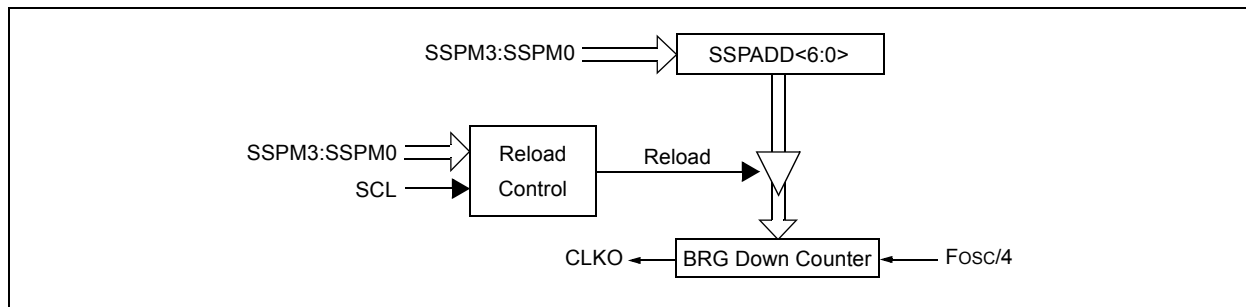 SSPM3:SSPM0
SSPADD<6:0>
SSPM3:SSPM0
SCL
Reload
Control
Reload
CLKO
BRG Down Counter
FOSC/4